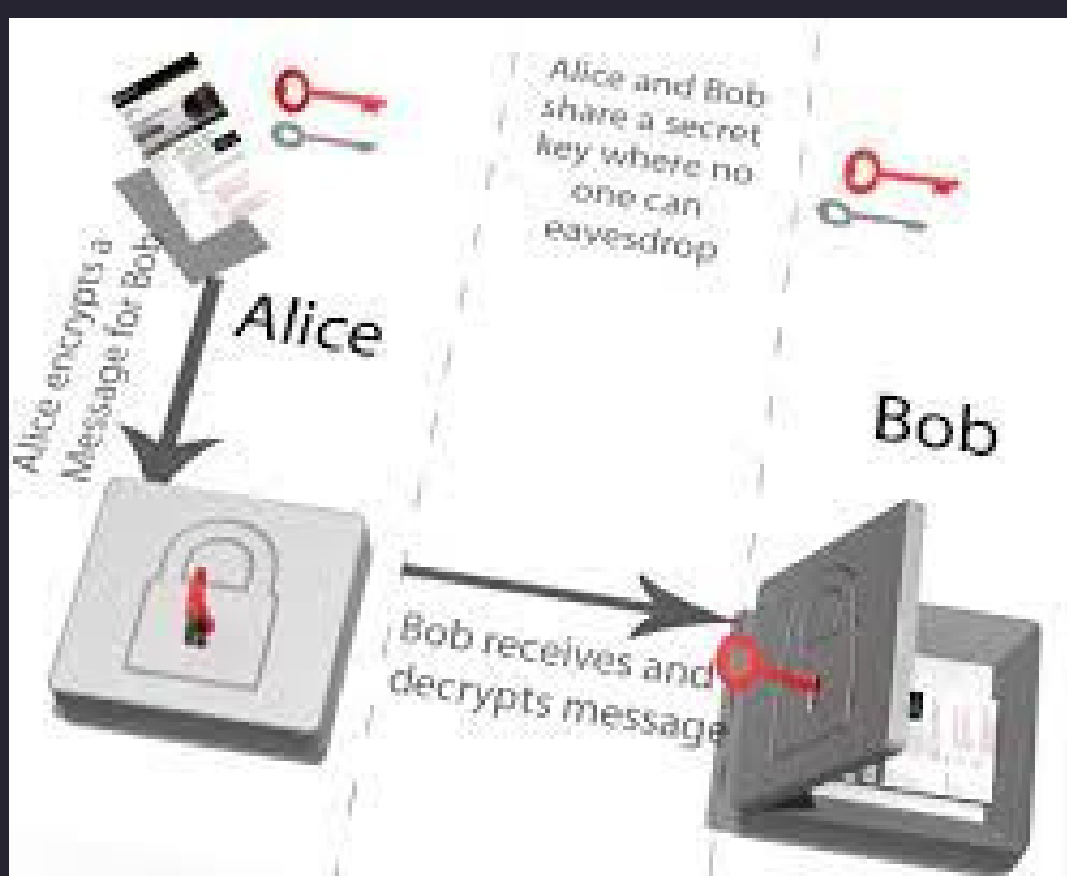 Alice and Bob
share a secret
key where no
one can
eavesdrop
Alice encrypts a
Message for Bob
Alice
Bob
Bob receives and
decrypts message